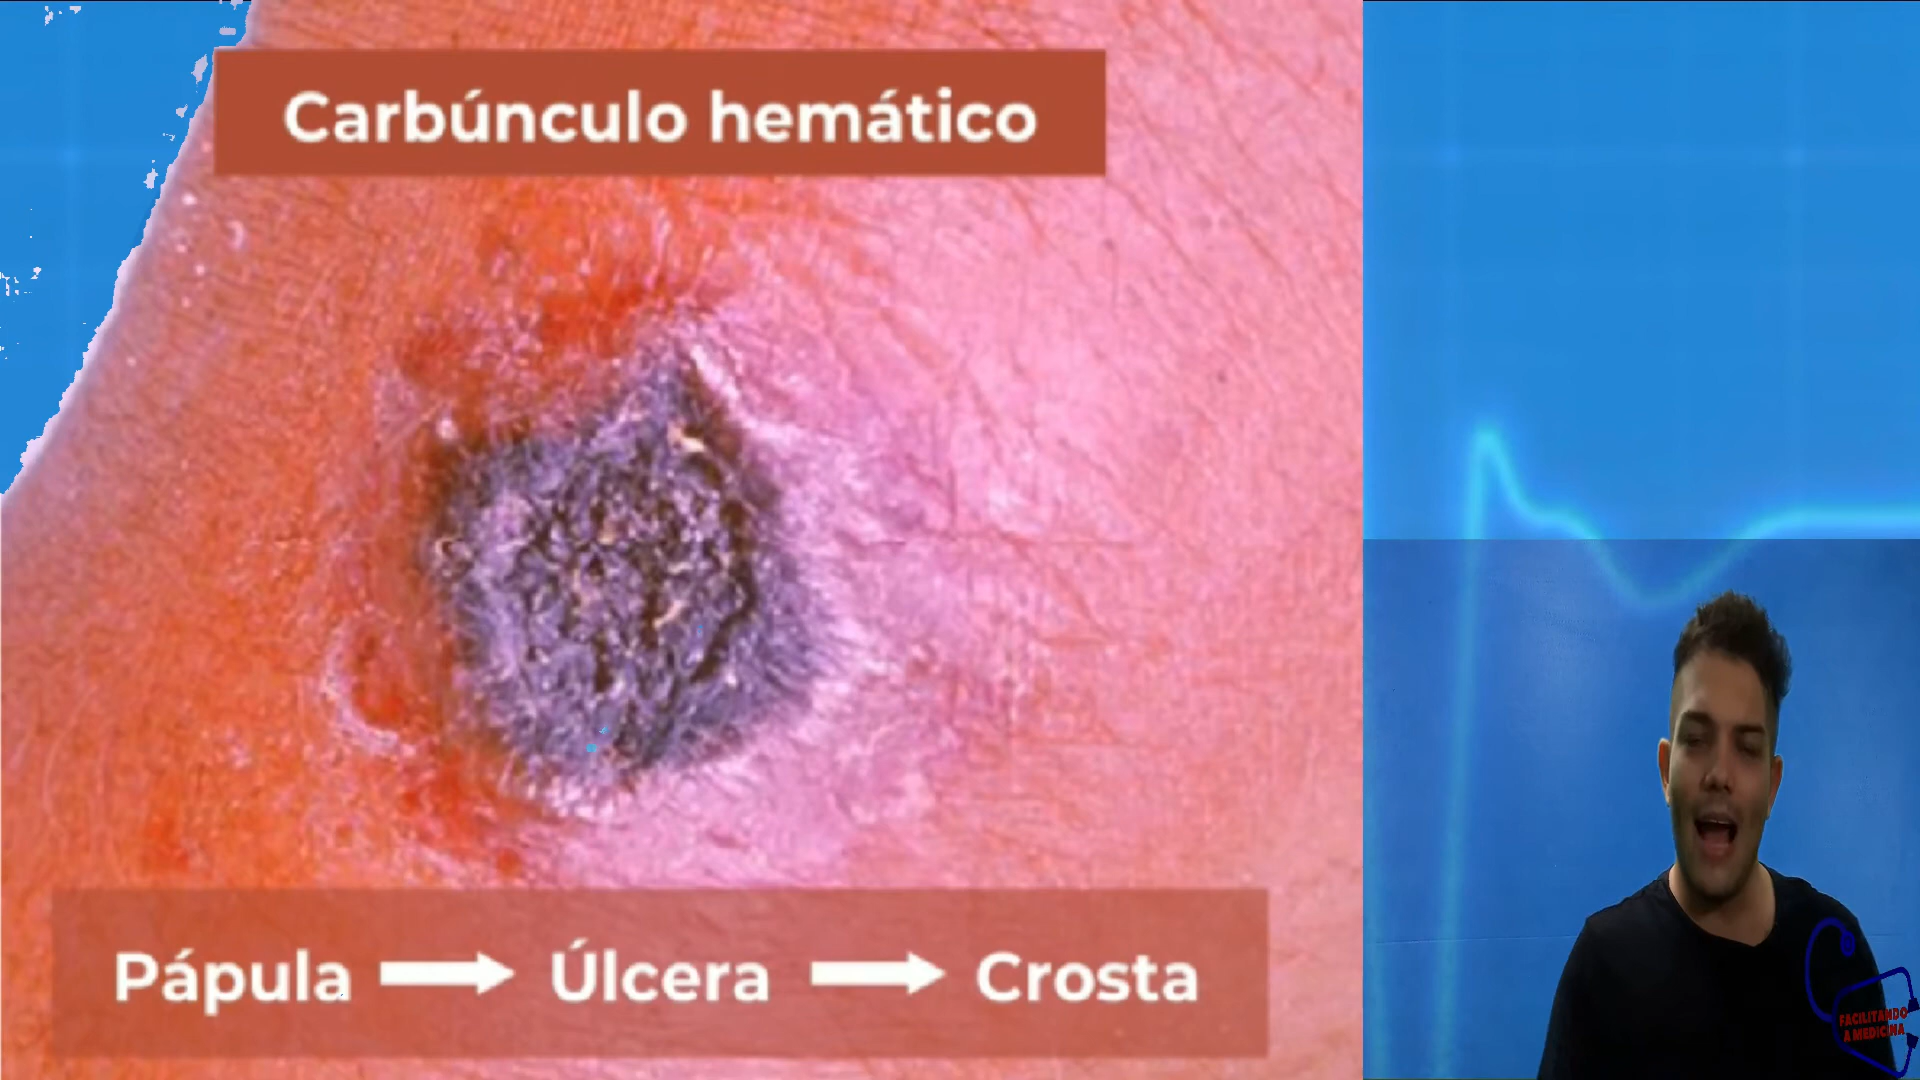 Carbúnculo hemático
Pápula → Úlcera → Crosta
FACILITANDO
A MEDICINA